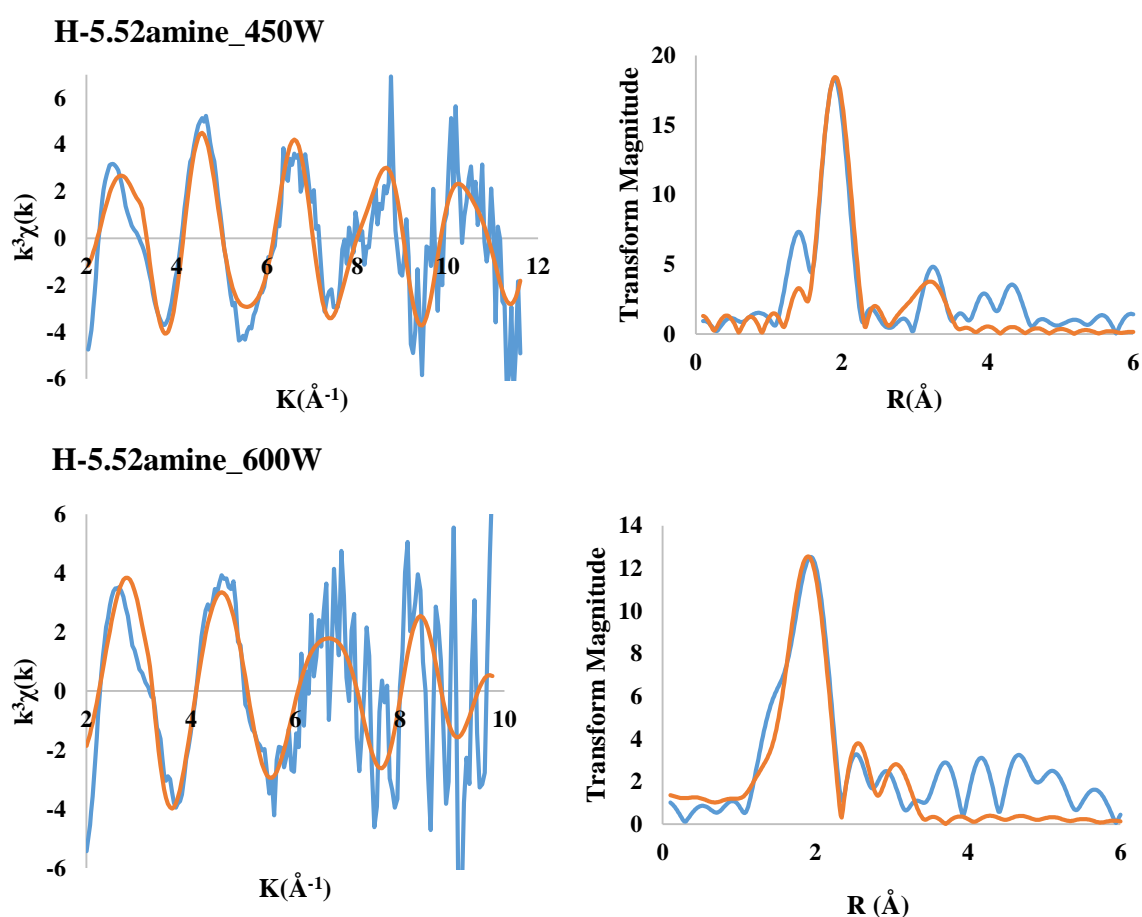 H-5.52amine_450W
k³χ(k)
6
4
2
0
-2
-4
-6
2 4 6 8 10 12
K(Å⁻¹)
Transform Magnitude
20
15
10
5
0
0 2 4 6
R(Å)
H-5.52amine_600W
k³χ(k)
6
4
2
0
-2
-4
-6
2 4 6 8 10
K(Å⁻¹)
Transform Magnitude
14
12
10
8
6
4
2
0
0 2 4 6
R (Å)